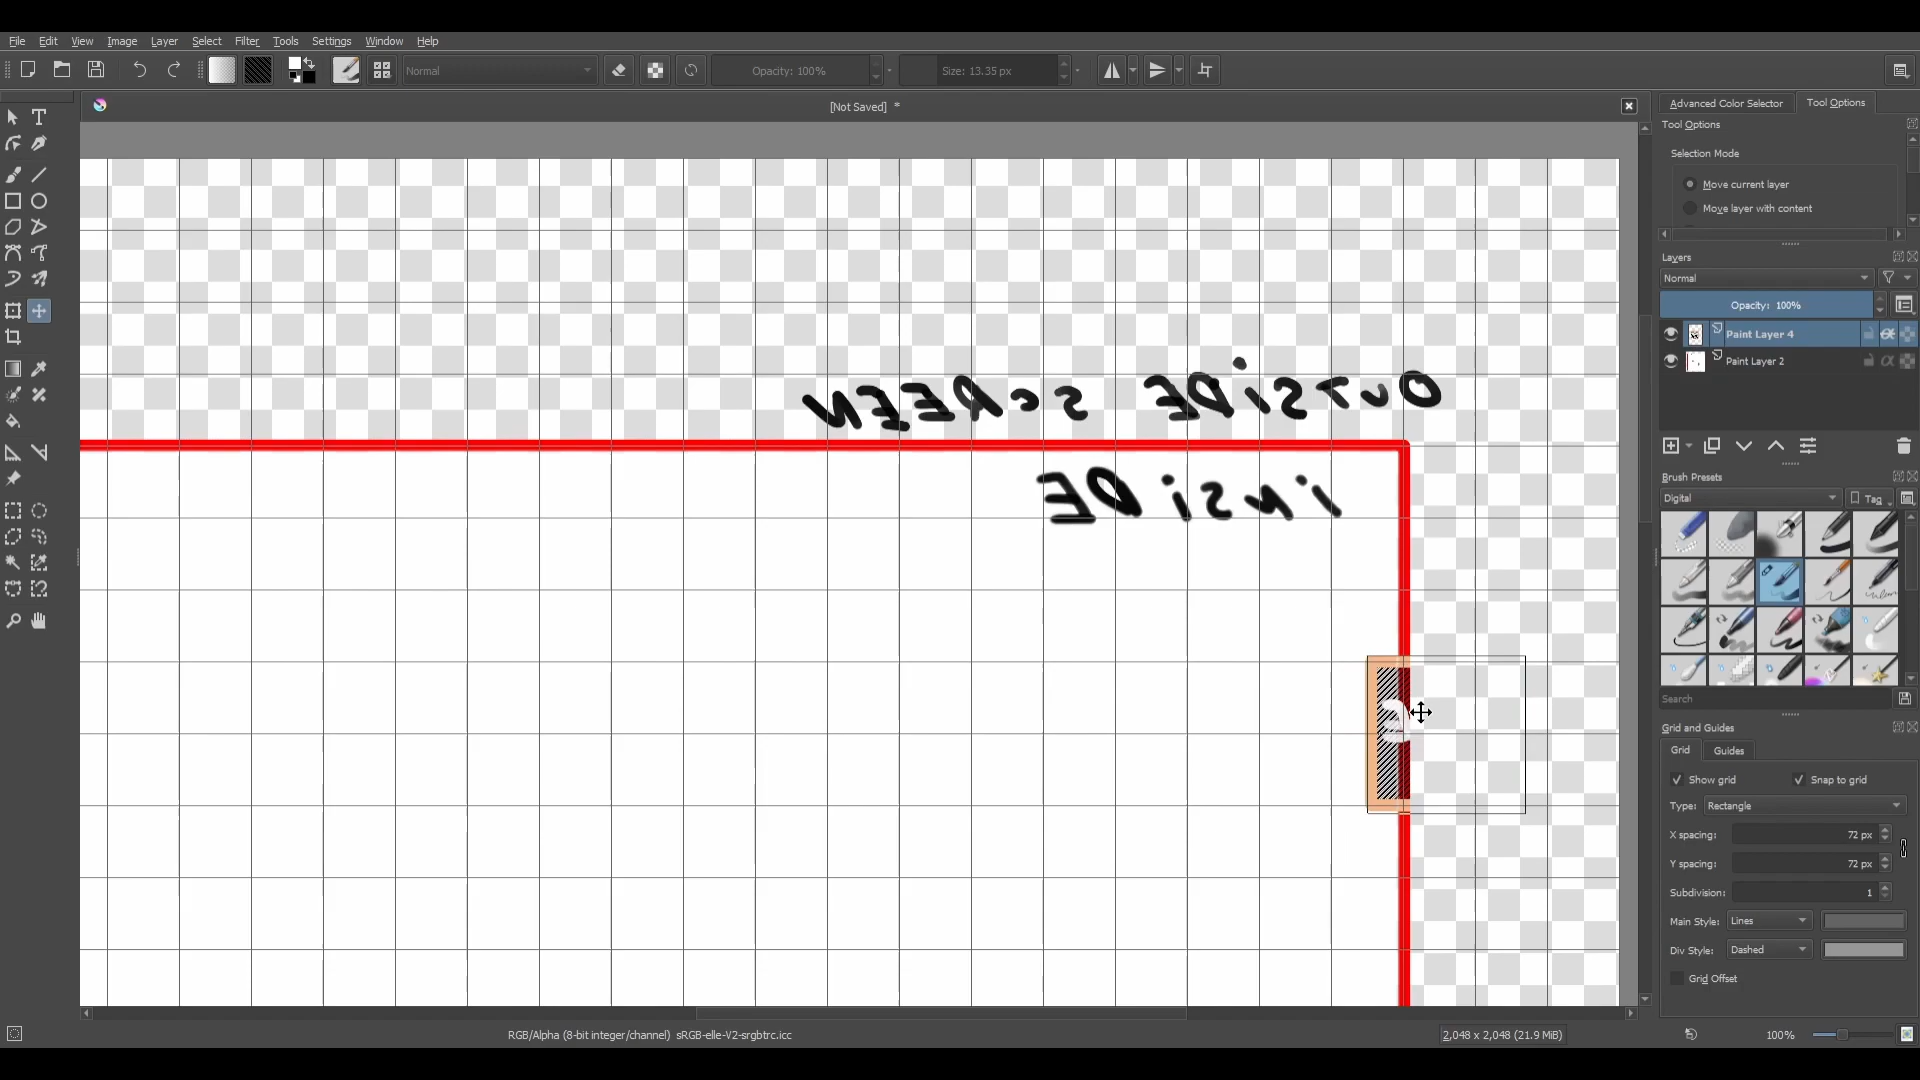 File Edit View Image Layer Select Filter Tools Settings Window Help
Normal Opacity: 100% Size: 13.35 px
[Not Saved] *
OUTSiDE ScREEN
iNSiDE
2
Advanced Color Selector Tool Options
Tool Options
Selection Mode
Move current layer
Move layer with content
Layers
Normal
Opacity: 100%
Paint Layer 4
Paint Layer 2
Brush Presets
Digital Tag
Search
Grid and Guides
Grid Guides
Show grid Snap to grid
Type: Rectangle
X spacing: 72 px
Y spacing: 72 px
Subdivision: 1
Main Style: Lines
Div Style: Dashed
Grid Offset
RGB/Alpha (8-bit integer/channel) sRGB-elle-V2-srgbtrc.icc 2,048 x 2,048 (21.9 MiB) 100%